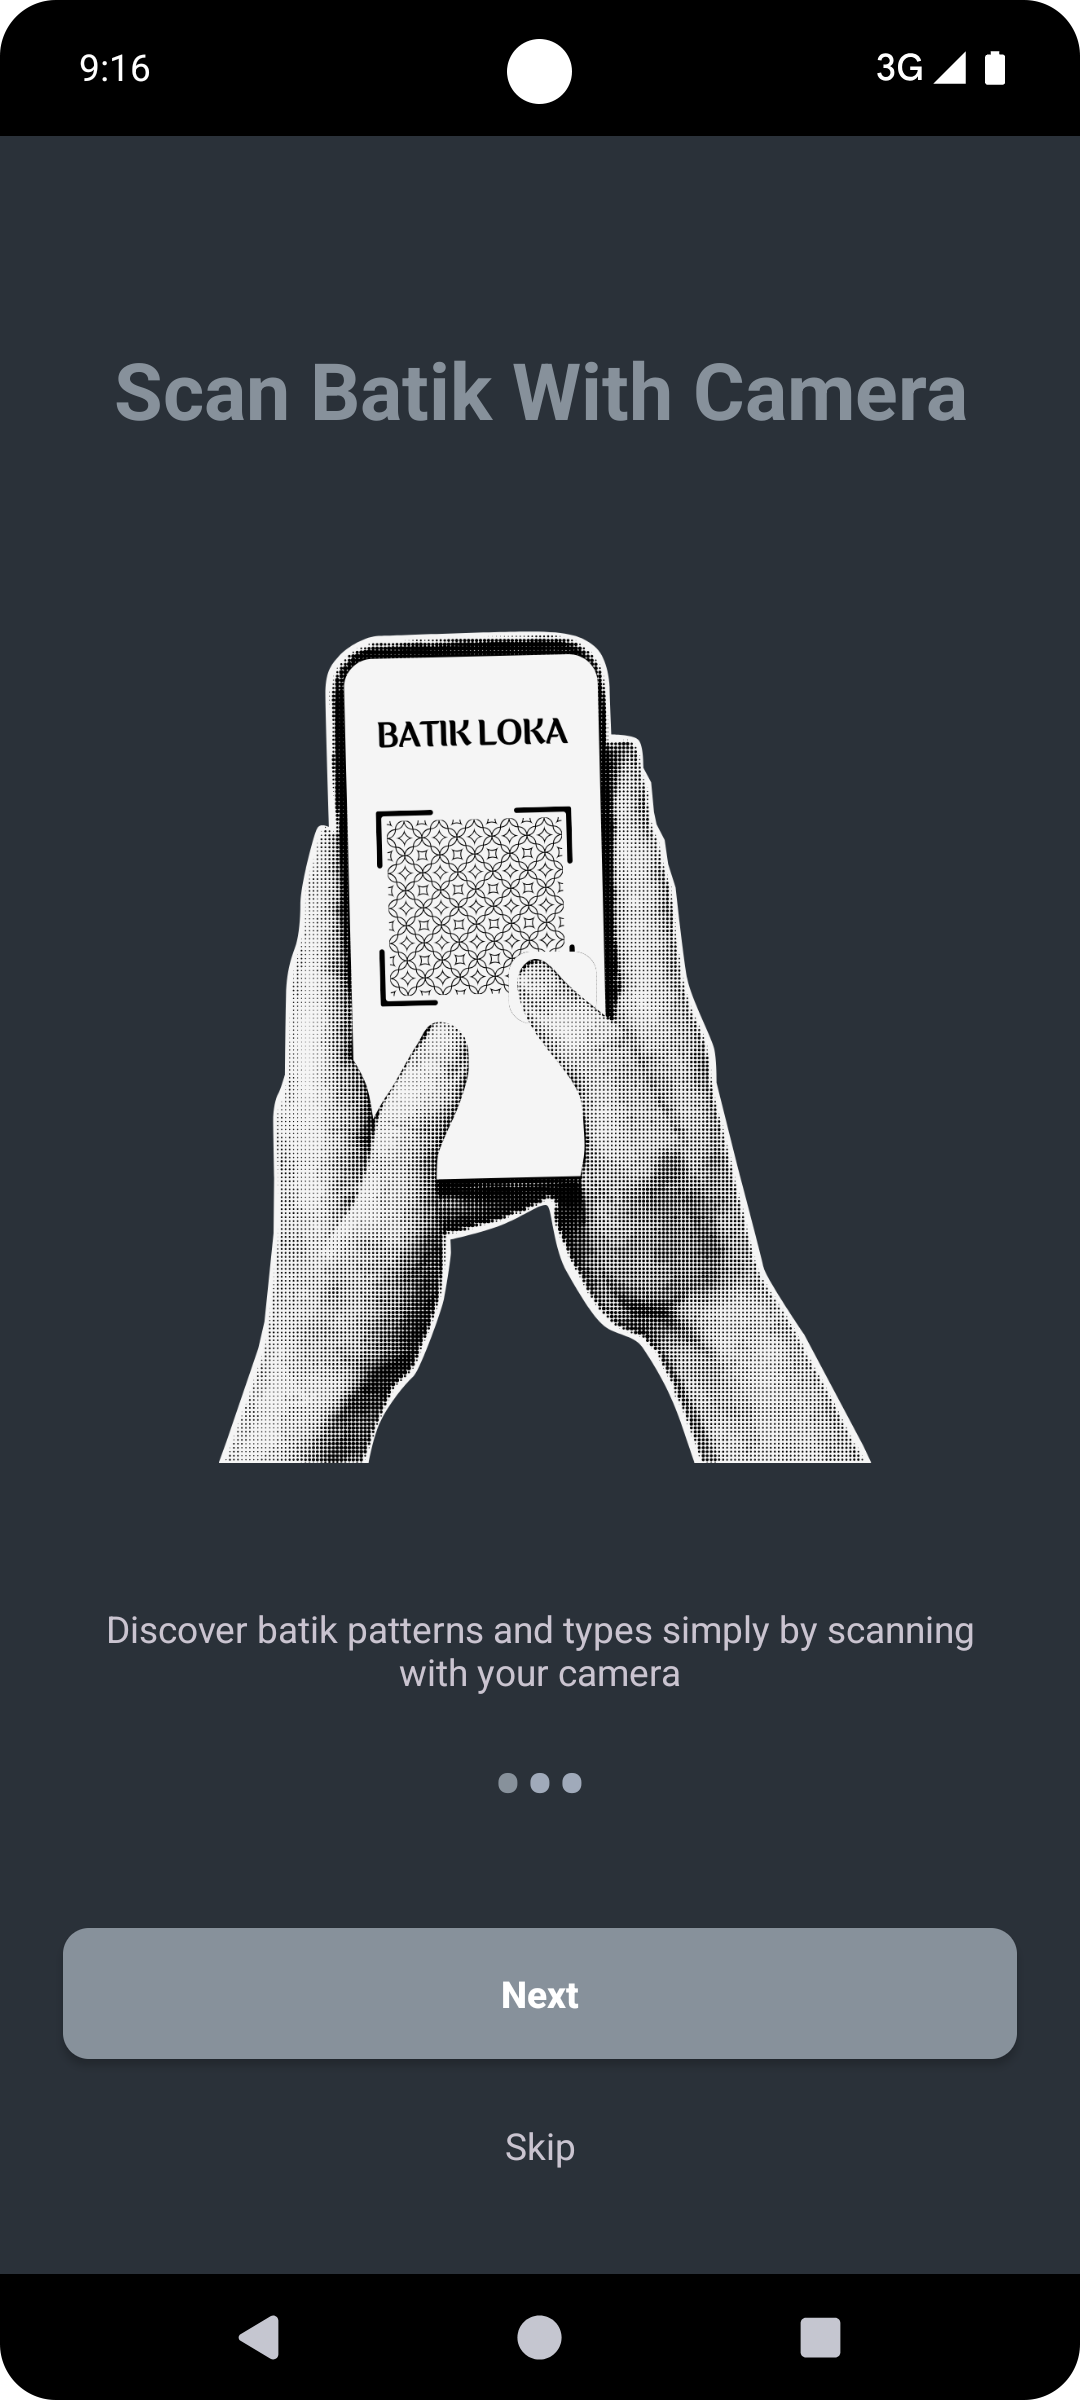 9:16
3G
Scan Batik With Camera
BATIK LOKA
Discover batik patterns and types simply by scanning
with your camera
Next
Skip